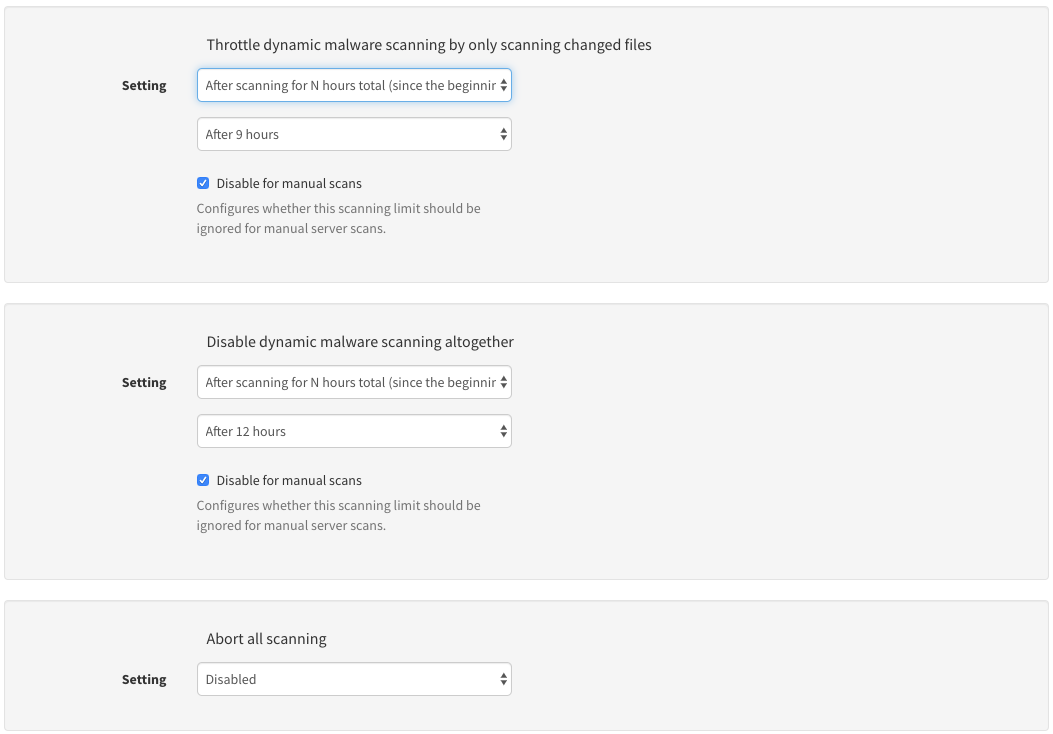 Throttle dynamic malware scanning by only scanning changed files
Setting
After scanning for N hours total (since the beginnir
After 9 hours
Disable for manual scans
Configures whether this scanning limit should be
ignored for manual server scans.
Disable dynamic malware scanning altogether
Setting
After scanning for N hours total (since the beginnir
After 12 hours
Disable for manual scans
Configures whether this scanning limit should be
ignored for manual server scans.
Abort all scanning
Setting
Disabled